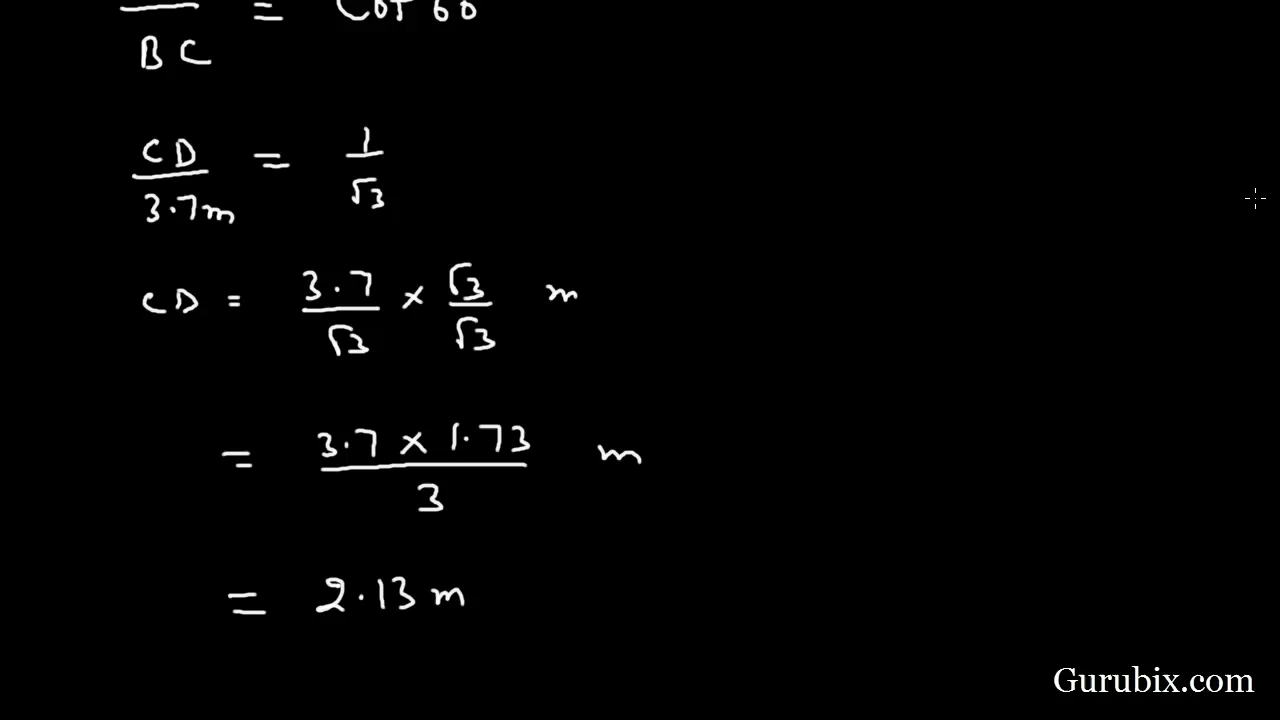 = Cot 60
BC
CD/3.7m = 1/√3
CD = 3.7/√3 × √3/√3 m
= 3.7 × 1.73/3 m
= 2.13 m
Gurubix.com